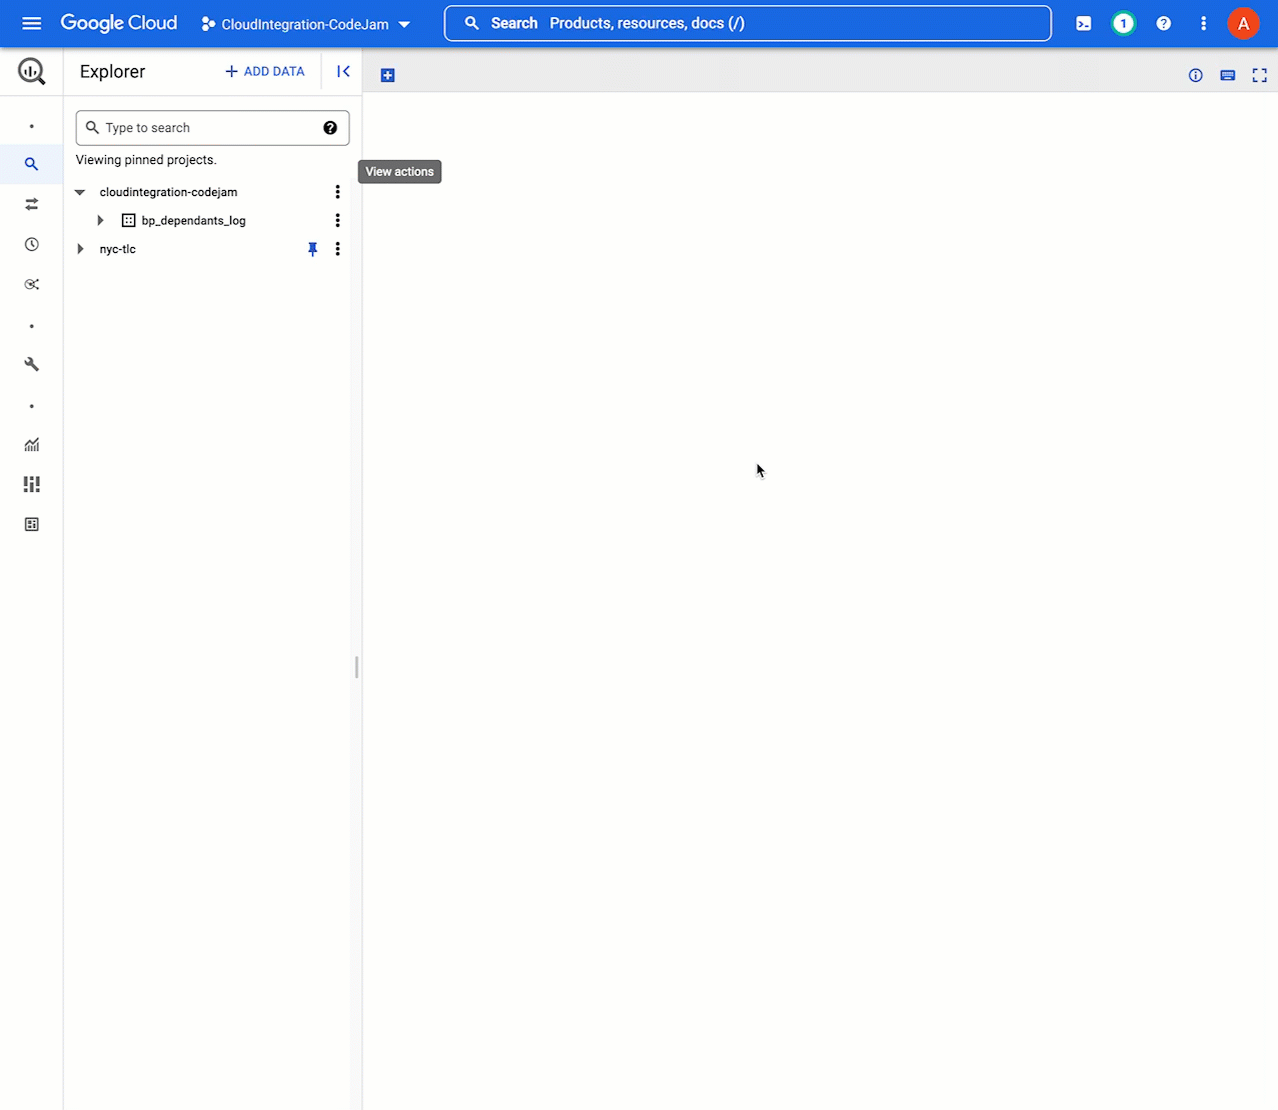 Google Cloud CloudIntegration-CodeJam Search Products, resources, docs (/) 1 ? A
Explorer + ADD DATA
Type to search
Viewing pinned projects.
View actions
cloudintegration-codejam
bp_dependants_log
nyc-tlc